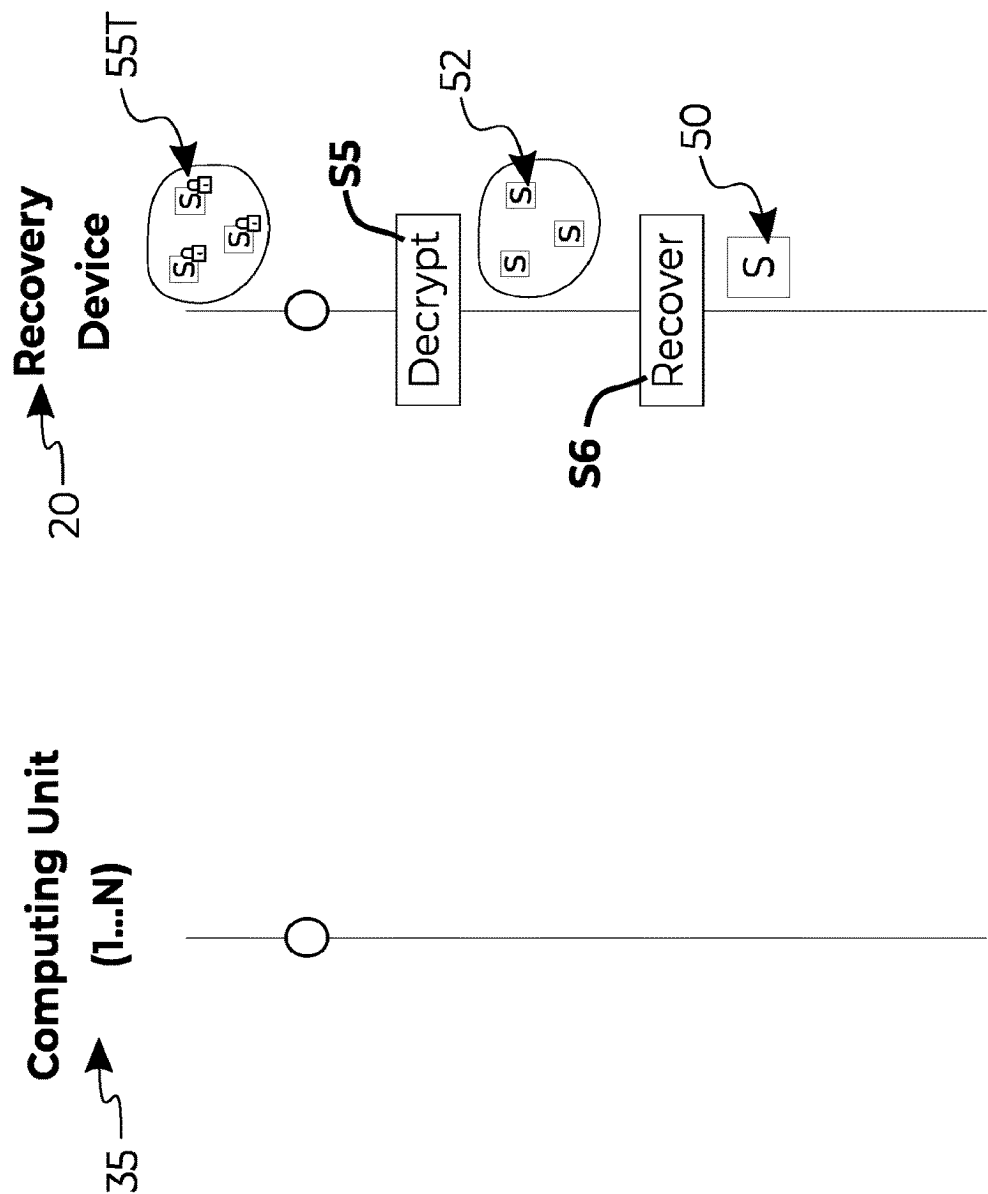 Computing Unit
(1...N)
35
20
Recovery
Device
55T
S
S
S
S5
Decrypt
52
S
S
S
S6
Recover
50
S